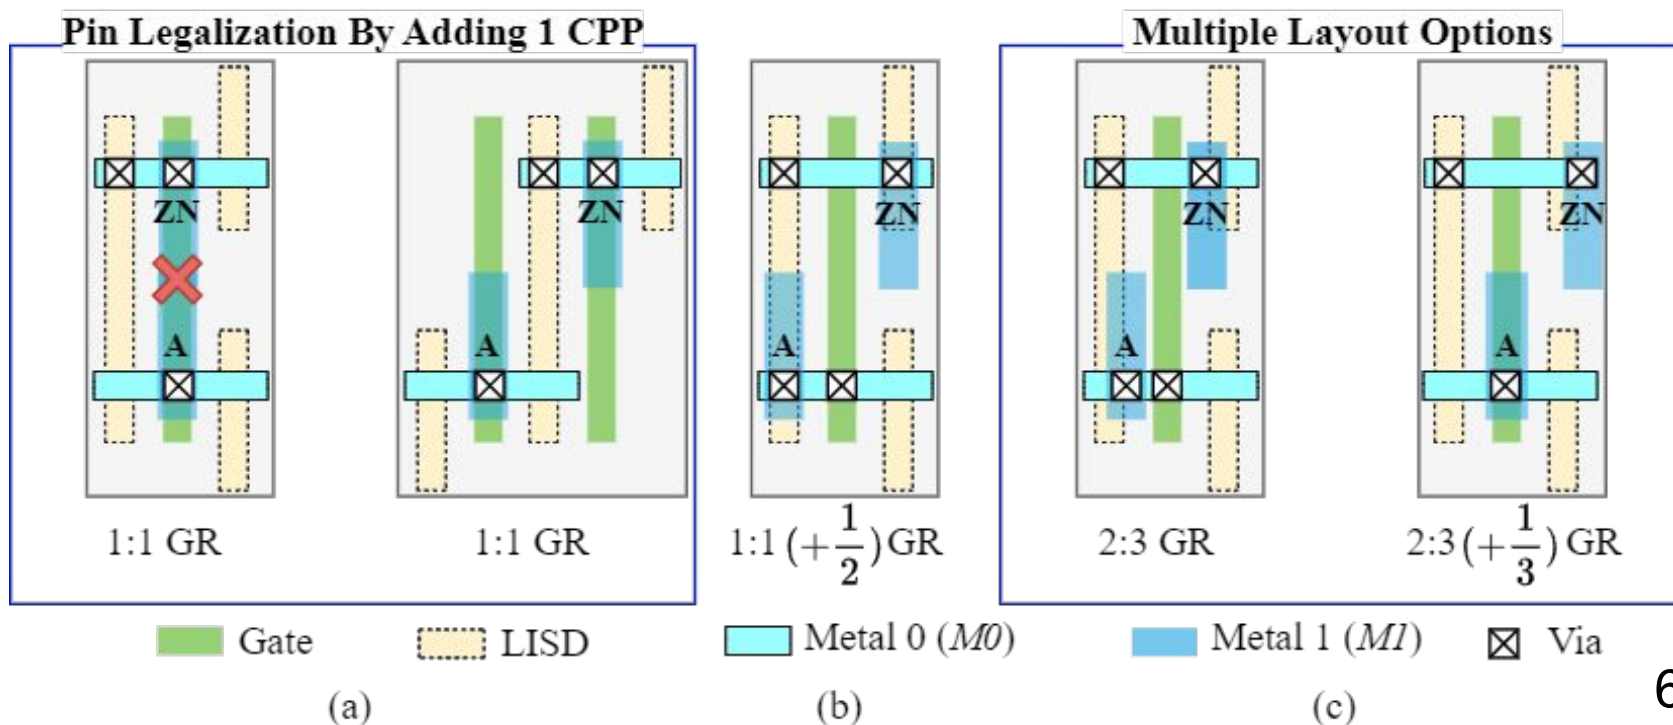 Pin Legalization By Adding 1 CPP
Multiple Layout Options
ZN
A
ZN
A
ZN
A
ZN
A
ZN
A
1:1 GR
1:1 GR
1:1 (+1/2) GR
2:3 GR
2:3 (+1/3) GR
Gate
LISD
Metal 0 (M0)
Metal 1 (M1)
Via
(a)
(b)
(c)
6